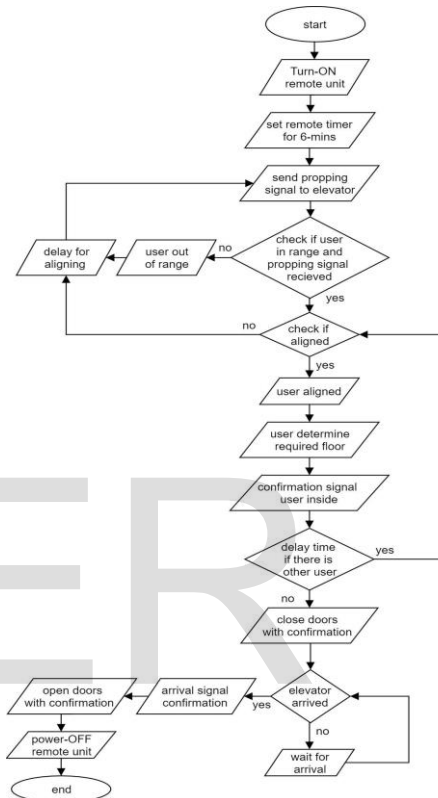 start
Turn-ON
remote unit
set remote timer
for 6-mins
send propping
signal to elevator
check if user
in range and
propping signal
recieved
no
user out
of range
delay for
aligning
yes
check if
aligned
no
yes
user aligned
user determine
required floor
confirmation signal
user inside
delay time
if there is
other user
yes
no
close doors
with confirmation
elevator
arrived
yes
arrival signal
confirmation
open doors
with confirmation
no
wait for
arrival
power-OFF
remote unit
end
ER